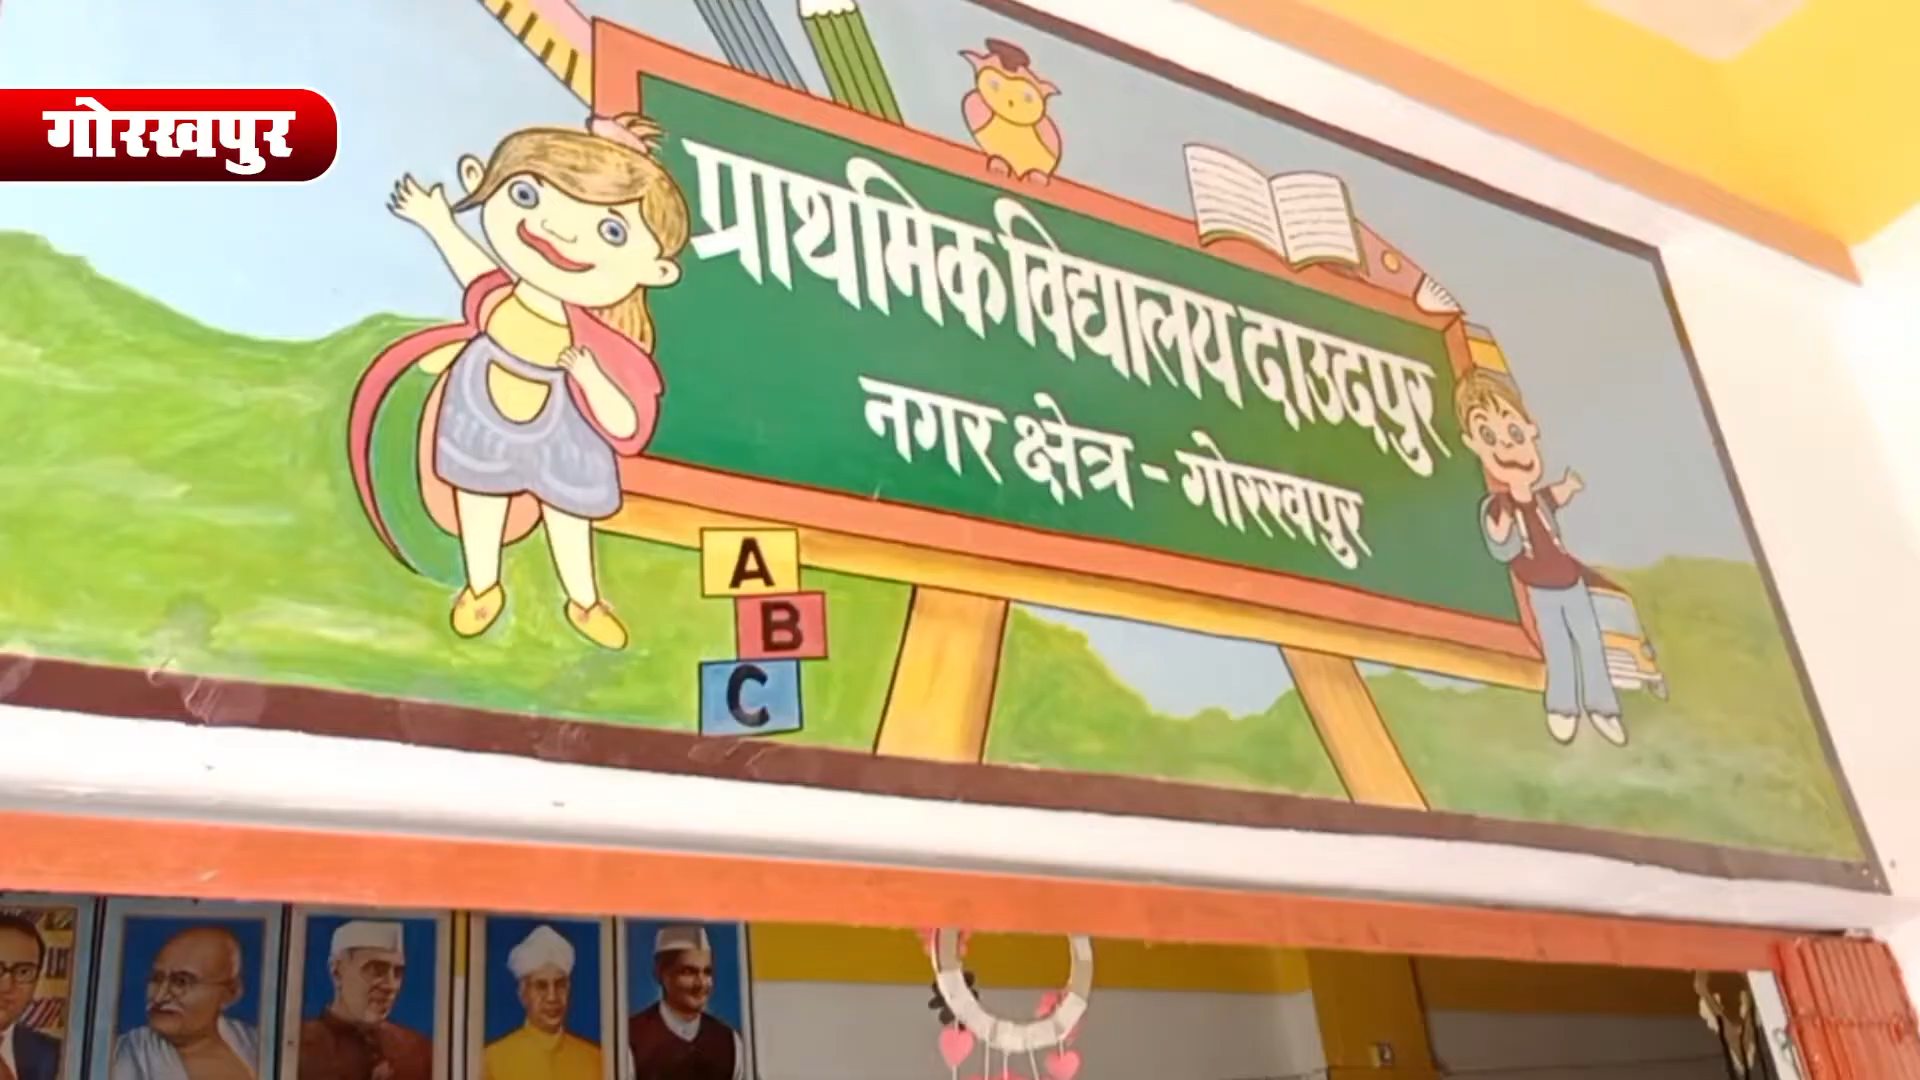 गोरखपुर
प्राथमिक विद्यालय दाउदपुर
नगर क्षेत्र - गोरखपुर
A
B
C